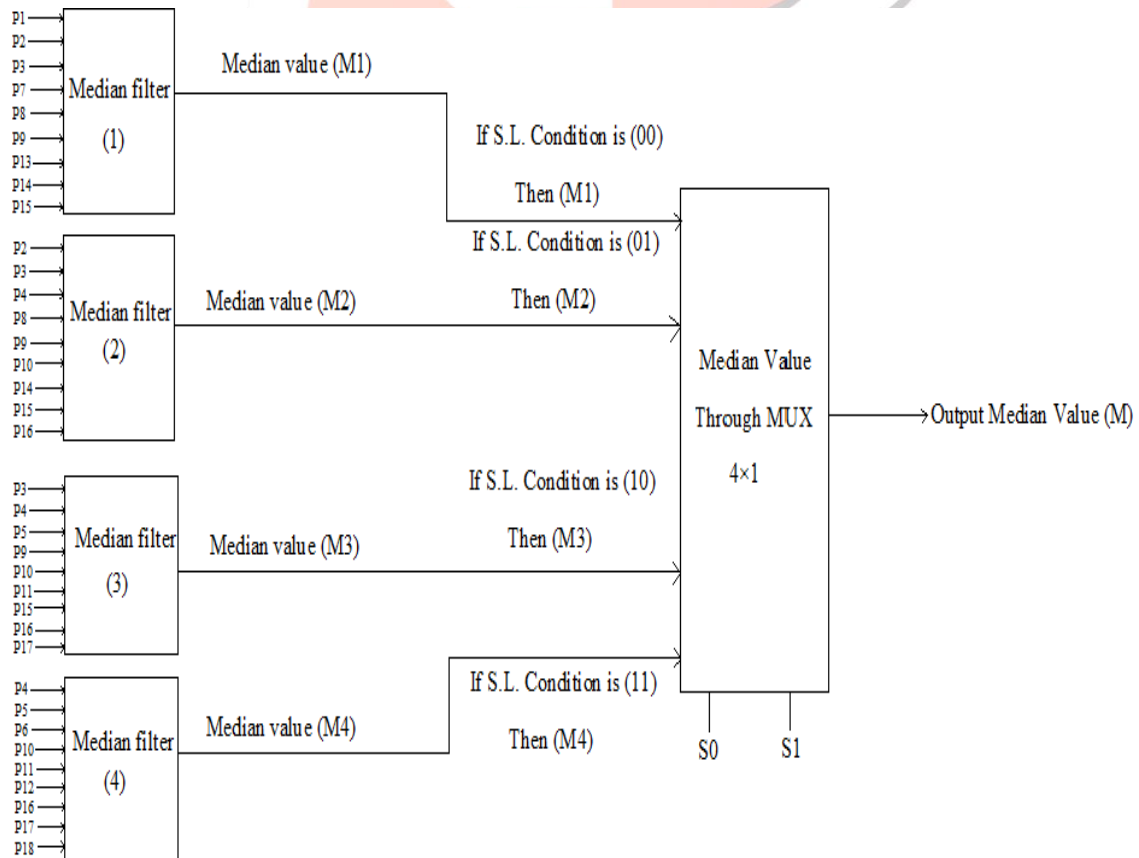 P1
P2
P3
P7
P8
P9
P13
P14
P15
Median filter
(1)
Median value (M1)
If S.L. Condition is (00)
Then (M1)
P2
P3
P4
P8
P9
P10
P14
P15
P16
Median filter
(2)
Median value (M2)
If S.L. Condition is (01)
Then (M2)
P3
P4
P5
P9
P10
P11
P15
P16
P17
Median filter
(3)
Median value (M3)
If S.L. Condition is (10)
Then (M3)
P4
P5
P6
P10
P11
P12
P16
P17
P18
Median filter
(4)
Median value (M4)
If S.L. Condition is (11)
Then (M4)
Median Value
Through MUX
4×1
S0
S1
Output Median Value (M)